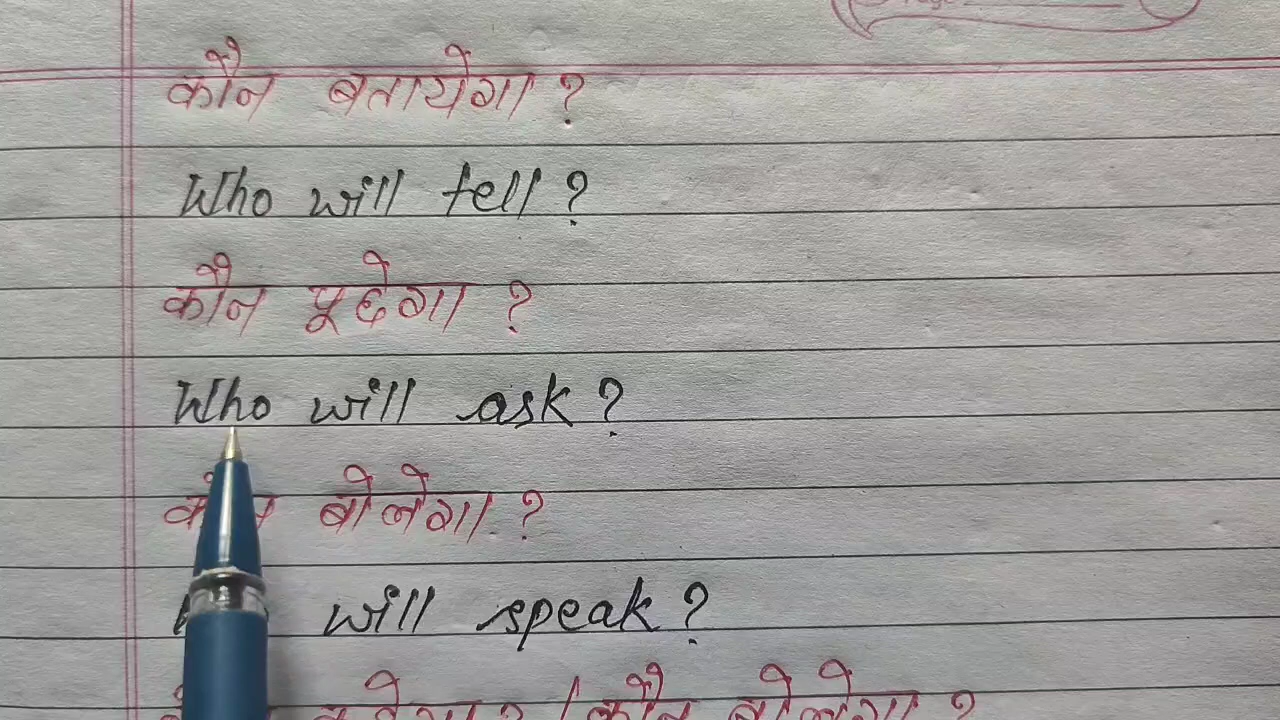 कौन बतायेगा ?
Who will tell ?
कौन पूछेगा ?
Who will ask ?
बोलेगा ?
will speak ?
? / कौन बोलेगा ?